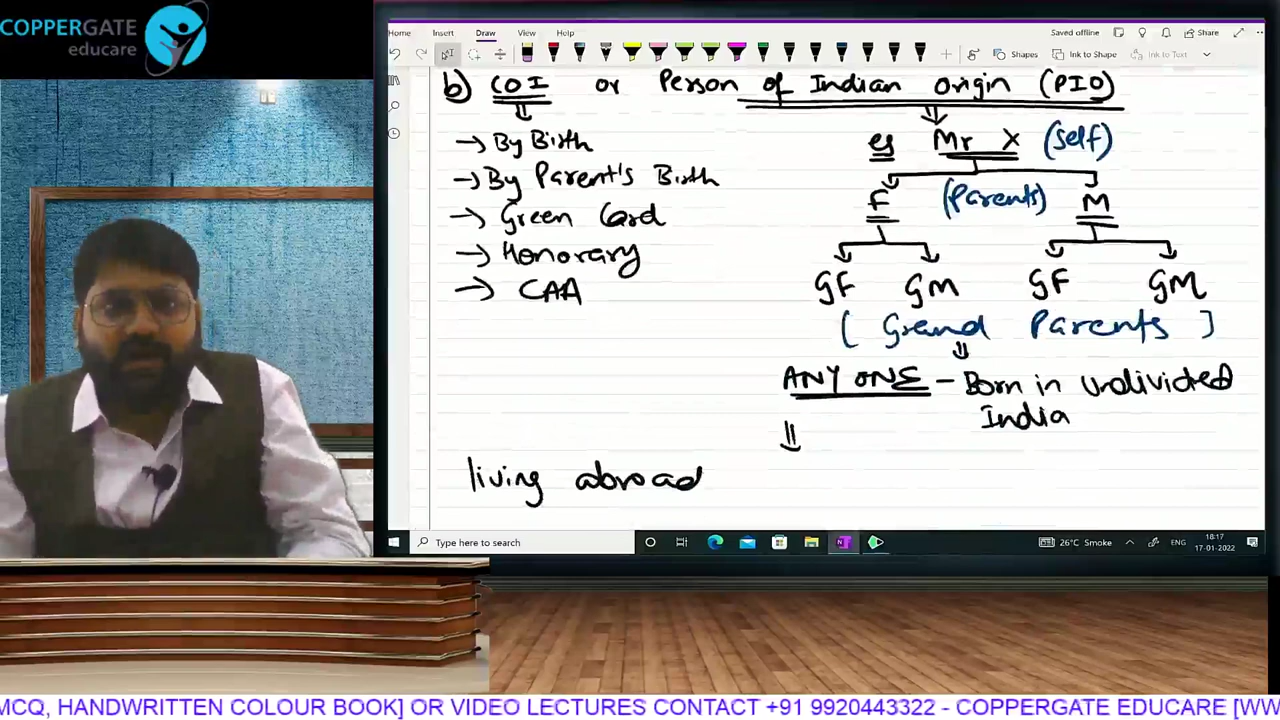 COPPERGATE
educare
Home Insert Draw View Help
Saved offline Share
Shapes Ink to Shape Ink to Text
b) COI or Person of Indian Origin (PIO)
→ By Birth
→ By Parent's Birth
→ Green Card
→ Honorary
→ CAA
eg Mr X (Self)
F (Parents) M
GF GM GF GM
( Grand Parents )
ANY ONE - Born in undivided
India
living abroad
Type here to search
26°C Smoke ENG 18:17
17-01-2022
MCQ, HANDWRITTEN COLOUR BOOK] OR VIDEO LECTURES CONTACT +91 9920443322 - COPPERGATE EDUCARE [WW